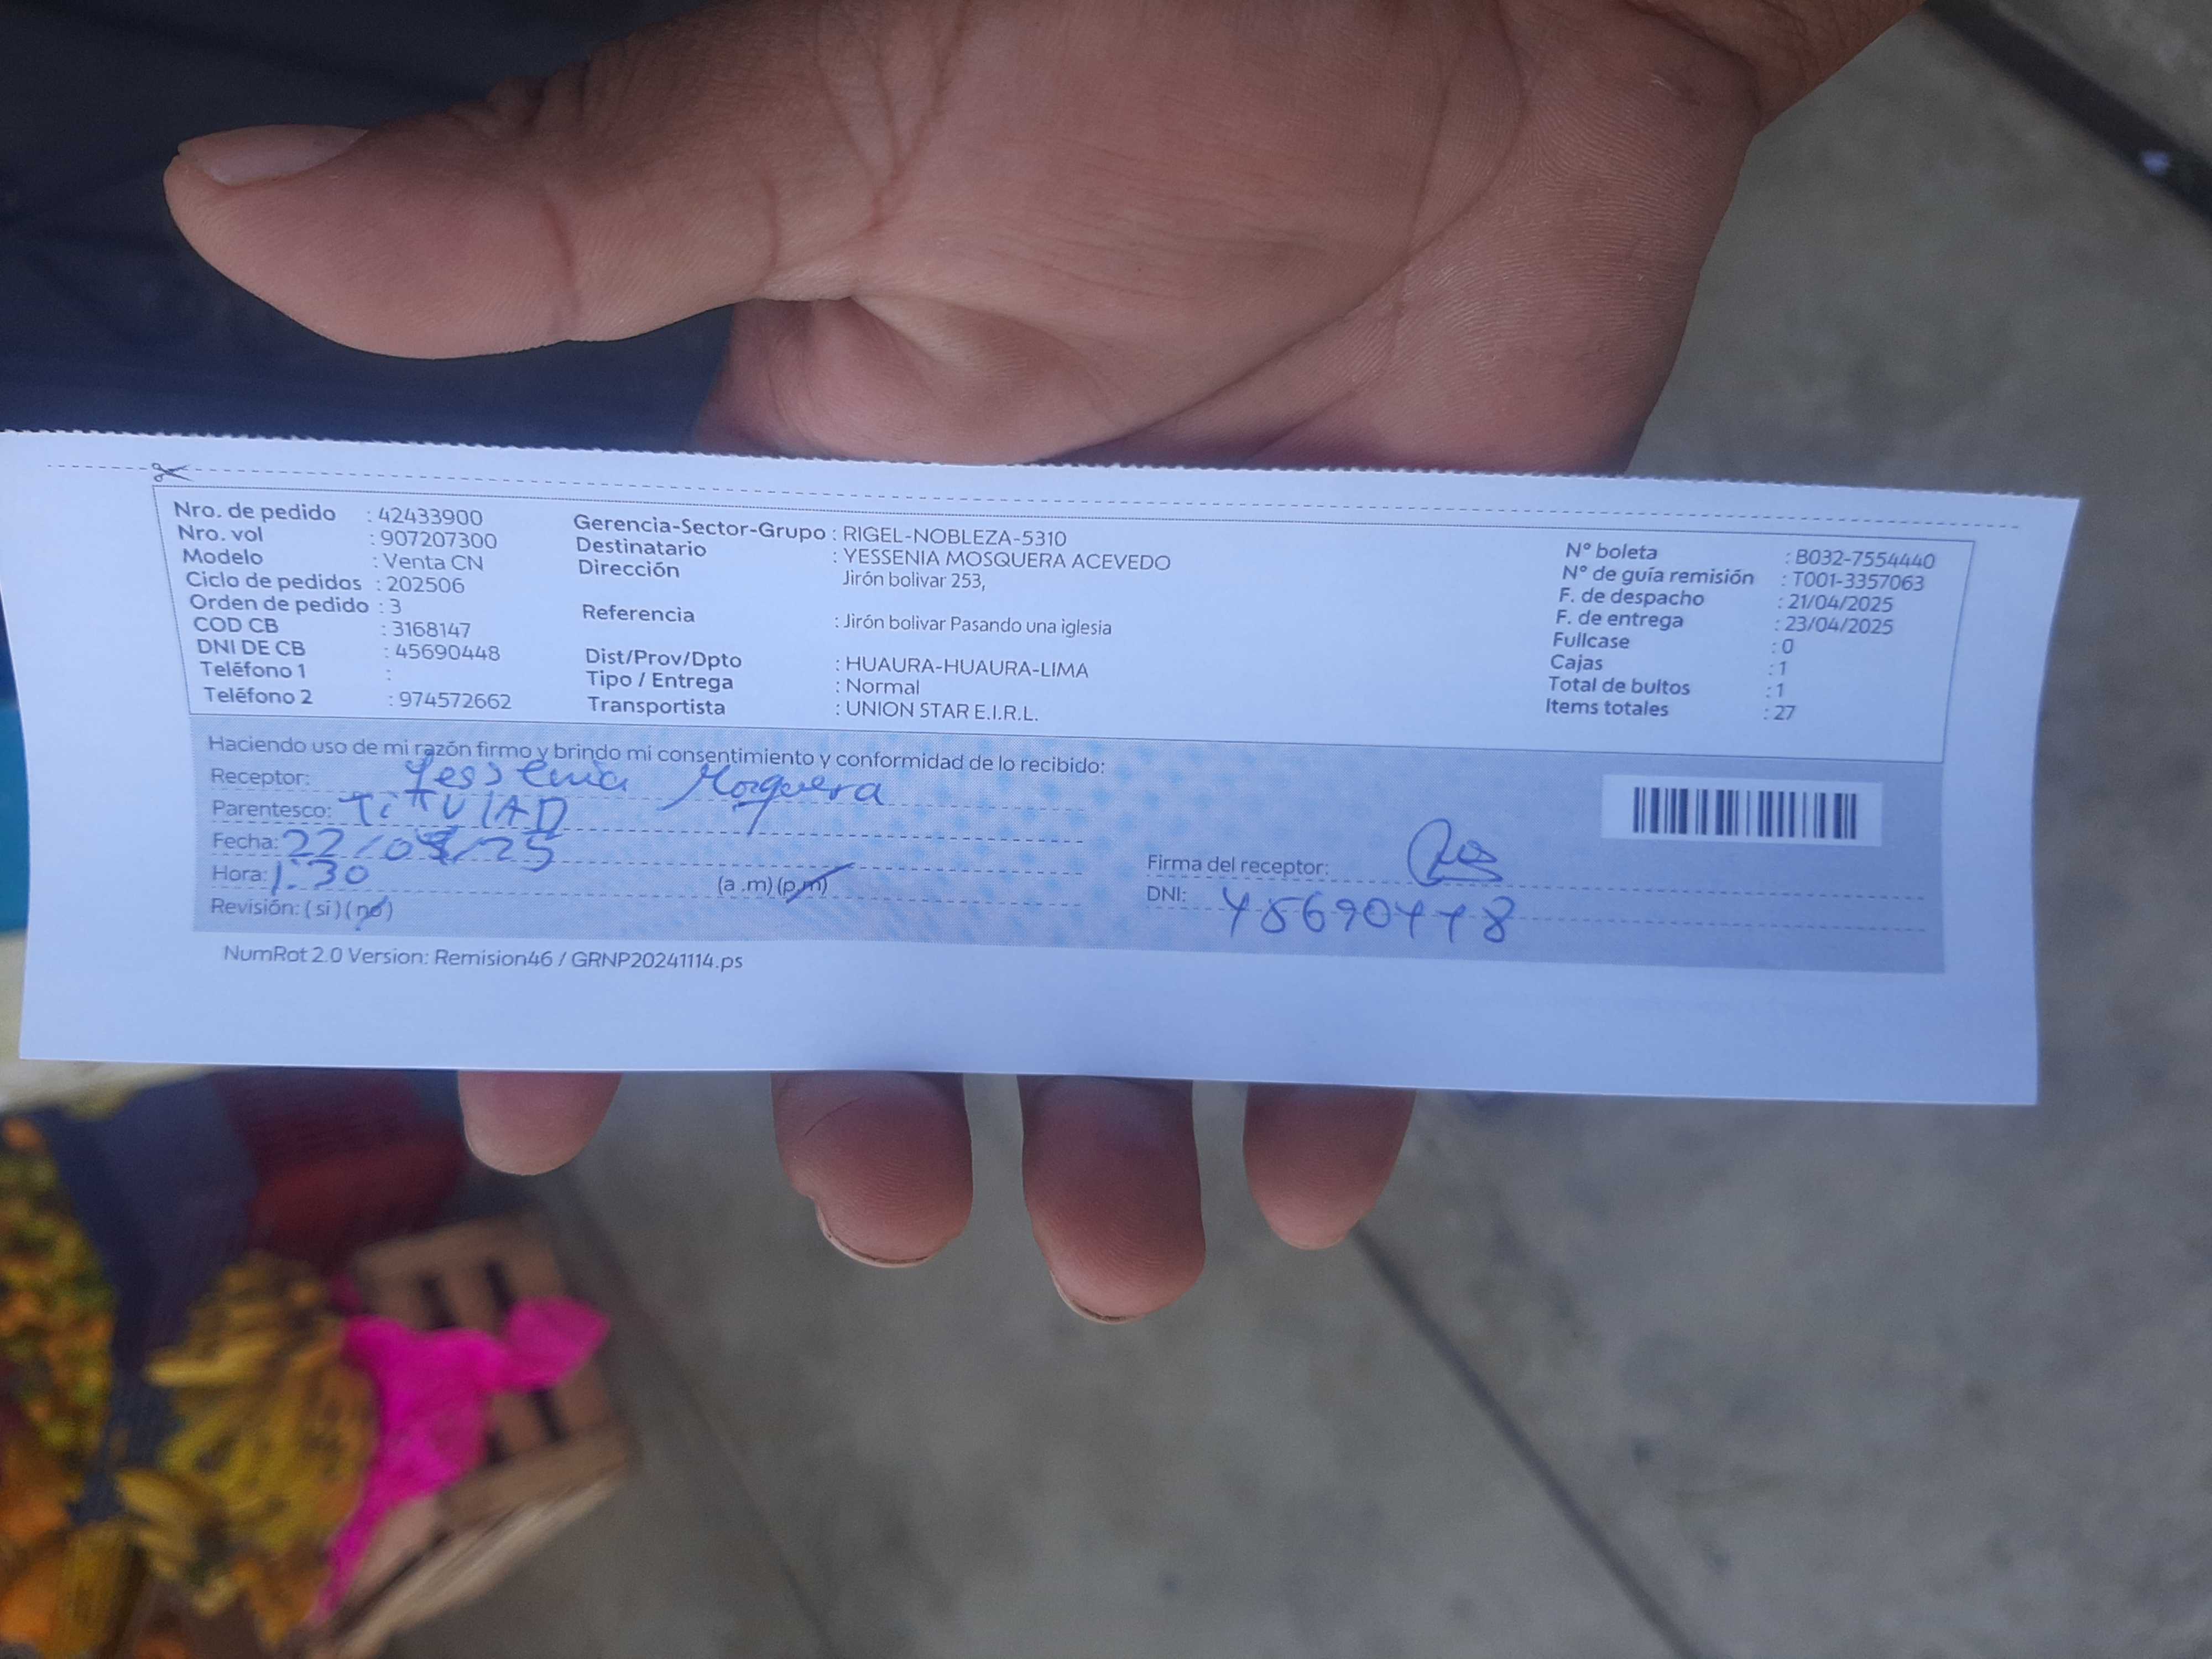 Nro. de pedido : 42433900
Nro. vol : 907207300
Modelo : Venta CN
Ciclo de pedidos : 202506
Orden de pedido : 3
COD CB : 3168147
DNI DE CB : 45690448
Teléfono 1 :
Teléfono 2 : 974572662
Gerencia-Sector-Grupo : RIGEL-NOBLEZA-5310
Destinatario : YESSENIA MOSQUERA ACEVEDO
Dirección Jirón bolivar 253,
Referencia : Jirón bolivar Pasando una iglesia
Dist/Prov/Dpto : HUAURA-HUAURA-LIMA
Tipo / Entrega : Normal
Transportista : UNION STAR E.I.R.L.
N° boleta : B032-7554440
N° de guía remisión : T001-3357063
F. de despacho : 21/04/2025
F. de entrega : 23/04/2025
Fullcase : 0
Cajas : 1
Total de bultos : 1
Items totales : 27
Haciendo uso de mi razón firmo y brindo mi consentimiento y conformidad de lo recibido:
Receptor: Yessenia Mosquera
Parentesco:
Fecha: 22/04/25
Hora: 1:30 (a .m) (p.m)
Revisión: ( si ) ( no )
Firma del receptor:
DNI: 45690448
NumRot 2.0 Version: Remision46 / GRNP20241114.ps